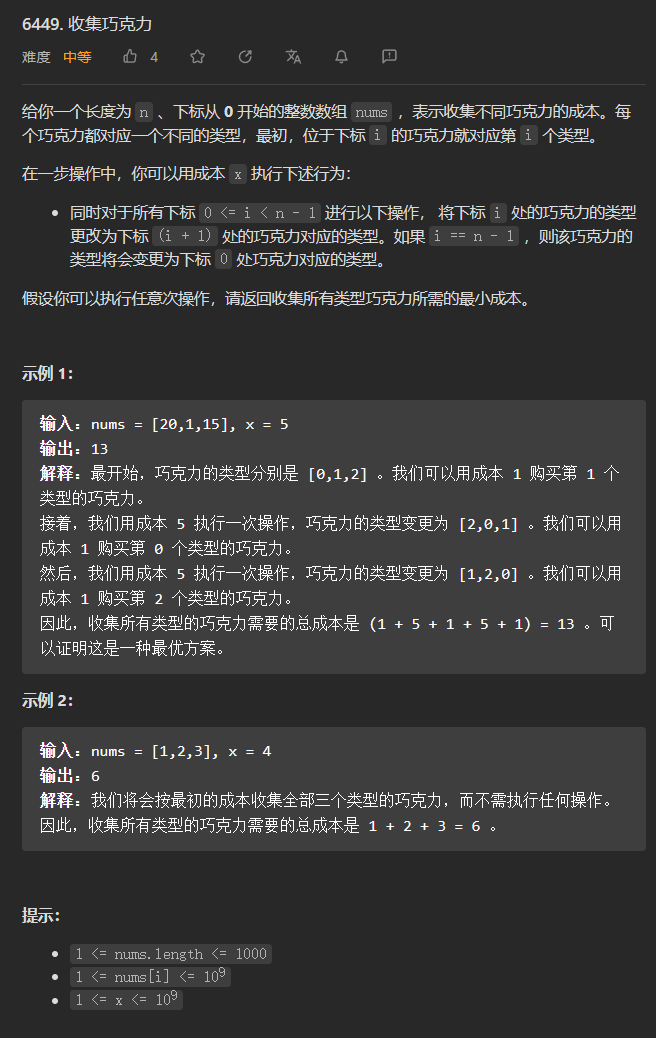 6449. 收集巧克力
难度 中等 4
给你一个长度为 n 、下标从 0 开始的整数数组 nums ，表示收集不同巧克力的成本。每
个巧克力都对应一个不同的类型，最初，位于下标 i 的巧克力就对应第 i 个类型。
在一步操作中，你可以用成本 x 执行下述行为：
• 同时对于所有下标 0 <= i < n - 1 进行以下操作， 将下标 i 处的巧克力的类型
更改为下标 (i + 1) 处的巧克力对应的类型。如果 i == n - 1 ，则该巧克力的
类型将会变更为下标 0 处巧克力对应的类型。
假设你可以执行任意次操作，请返回收集所有类型巧克力所需的最小成本。
示例 1：
输入：nums = [20,1,15], x = 5
输出：13
解释：最开始，巧克力的类型分别是 [0,1,2] 。我们可以用成本 1 购买第 1 个
类型的巧克力。
接着，我们用成本 5 执行一次操作，巧克力的类型变更为 [2,0,1] 。我们可以用
成本 1 购买第 0 个类型的巧克力。
然后，我们用成本 5 执行一次操作，巧克力的类型变更为 [1,2,0] 。我们可以用
成本 1 购买第 2 个类型的巧克力。
因此，收集所有类型的巧克力需要的总成本是 (1 + 5 + 1 + 5 + 1) = 13 。可
以证明这是一种最优方案。
示例 2：
输入：nums = [1,2,3], x = 4
输出：6
解释：我们将会按最初的成本收集全部三个类型的巧克力，而不需执行任何操作。
因此，收集所有类型的巧克力需要的总成本是 1 + 2 + 3 = 6 。
提示：
• 1 <= nums.length <= 1000
• 1 <= nums[i] <= 10⁹
• 1 <= x <= 10⁹